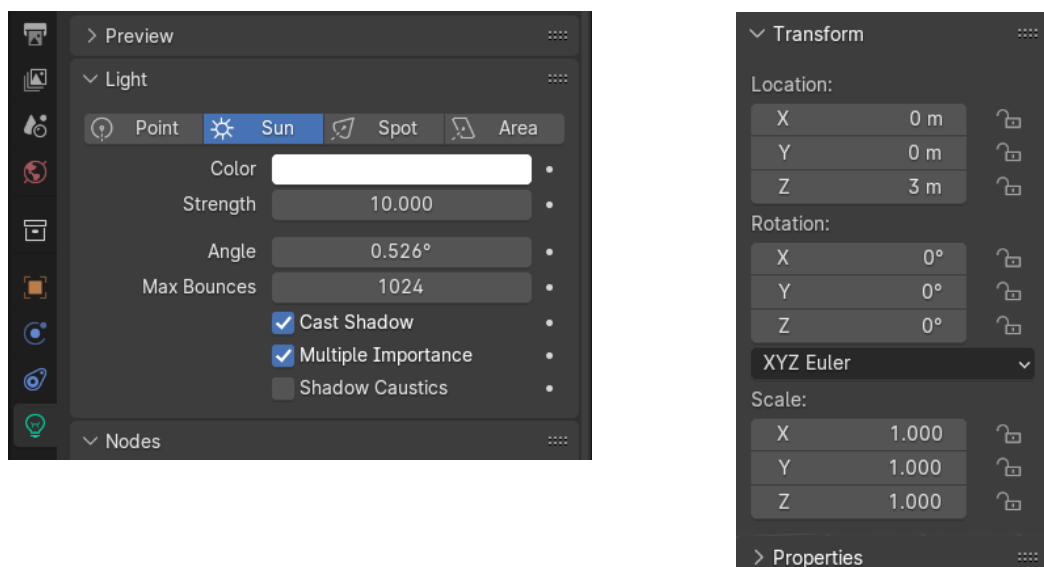 Preview
Light
Point Sun Spot Area
Color
Strength 10.000
Angle 0.526°
Max Bounces 1024
Cast Shadow
Multiple Importance
Shadow Caustics
Nodes
Transform
Location:
X 0 m
Y 0 m
Z 3 m
Rotation:
X 0°
Y 0°
Z 0°
XYZ Euler
Scale:
X 1.000
Y 1.000
Z 1.000
Properties